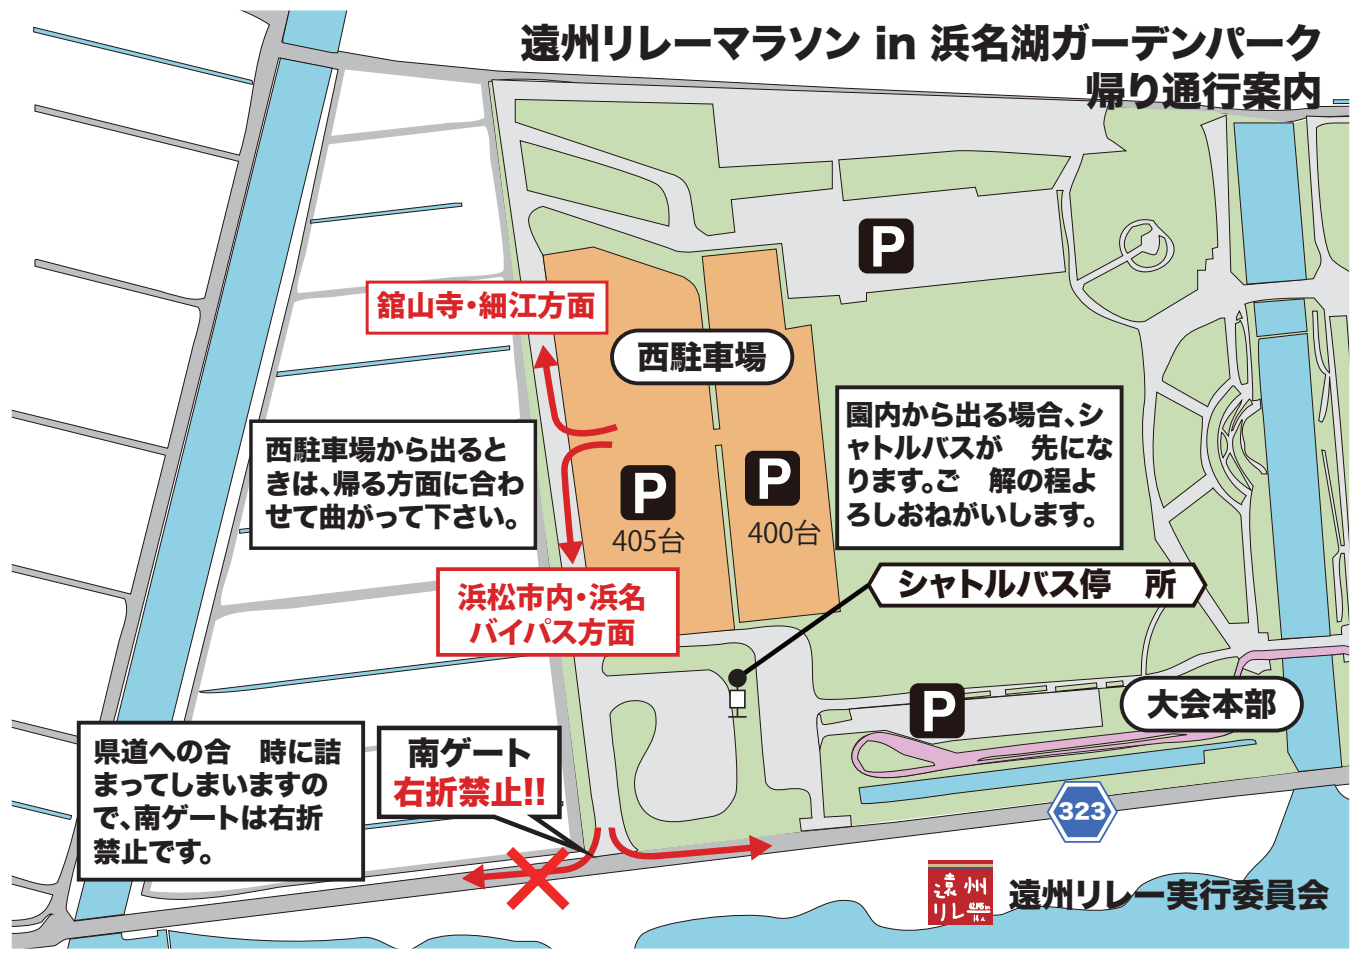 遠州リレーマラソン in 浜名湖ガーデンパーク
帰り通行案内
P
舘山寺・細江方面
西駐車場
園内から出る場合、シ
ャトルバスが 先にな
ります。ご 解の程よ
ろしおねがいします。
西駐車場から出ると
きは、帰る方面に合わ
せて曲がって下さい。
P
405台
P
400台
シャトルバス停 所
浜松市内・浜名
バイパス方面
P
大会本部
県道への合 時に詰
まってしまいますの
で、南ゲートは右折
禁止です。
南ゲート
右折禁止!!
323
遠州
リレー
遠州リレー実行委員会